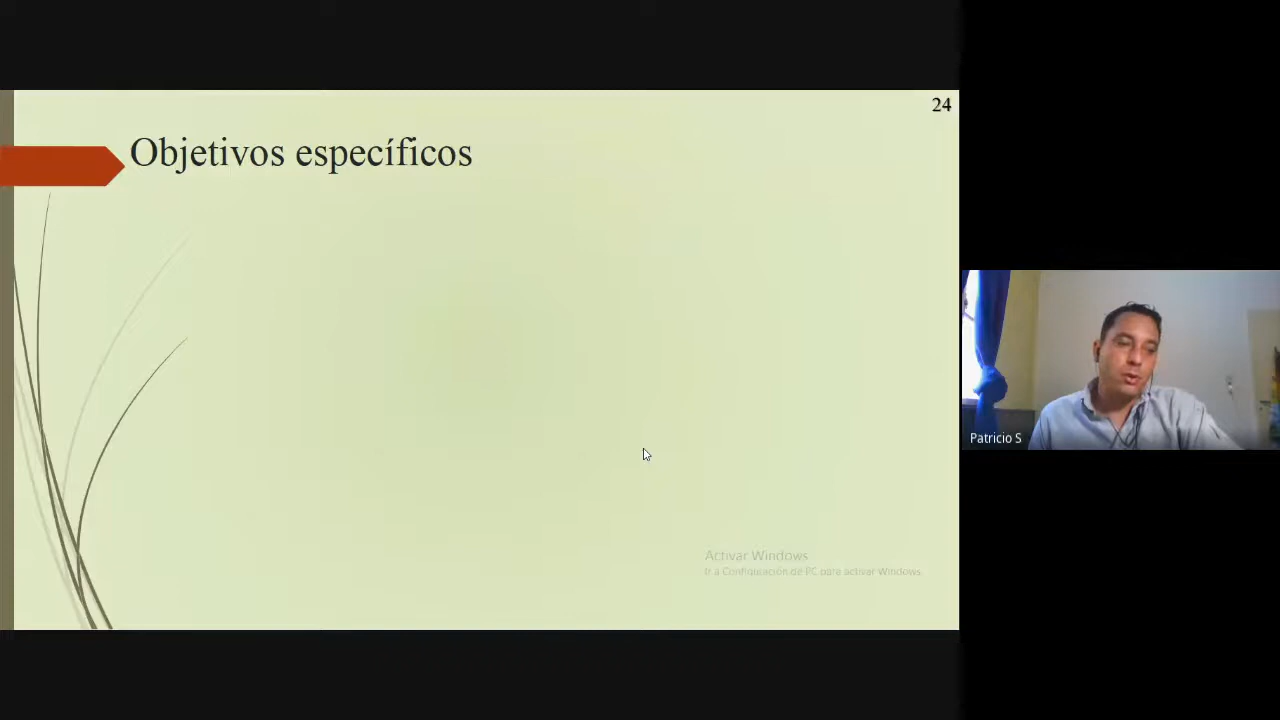 24
Objetivos específicos
Patricio S
Activar Windows
Ir a Configuración de PC para activar Windows.